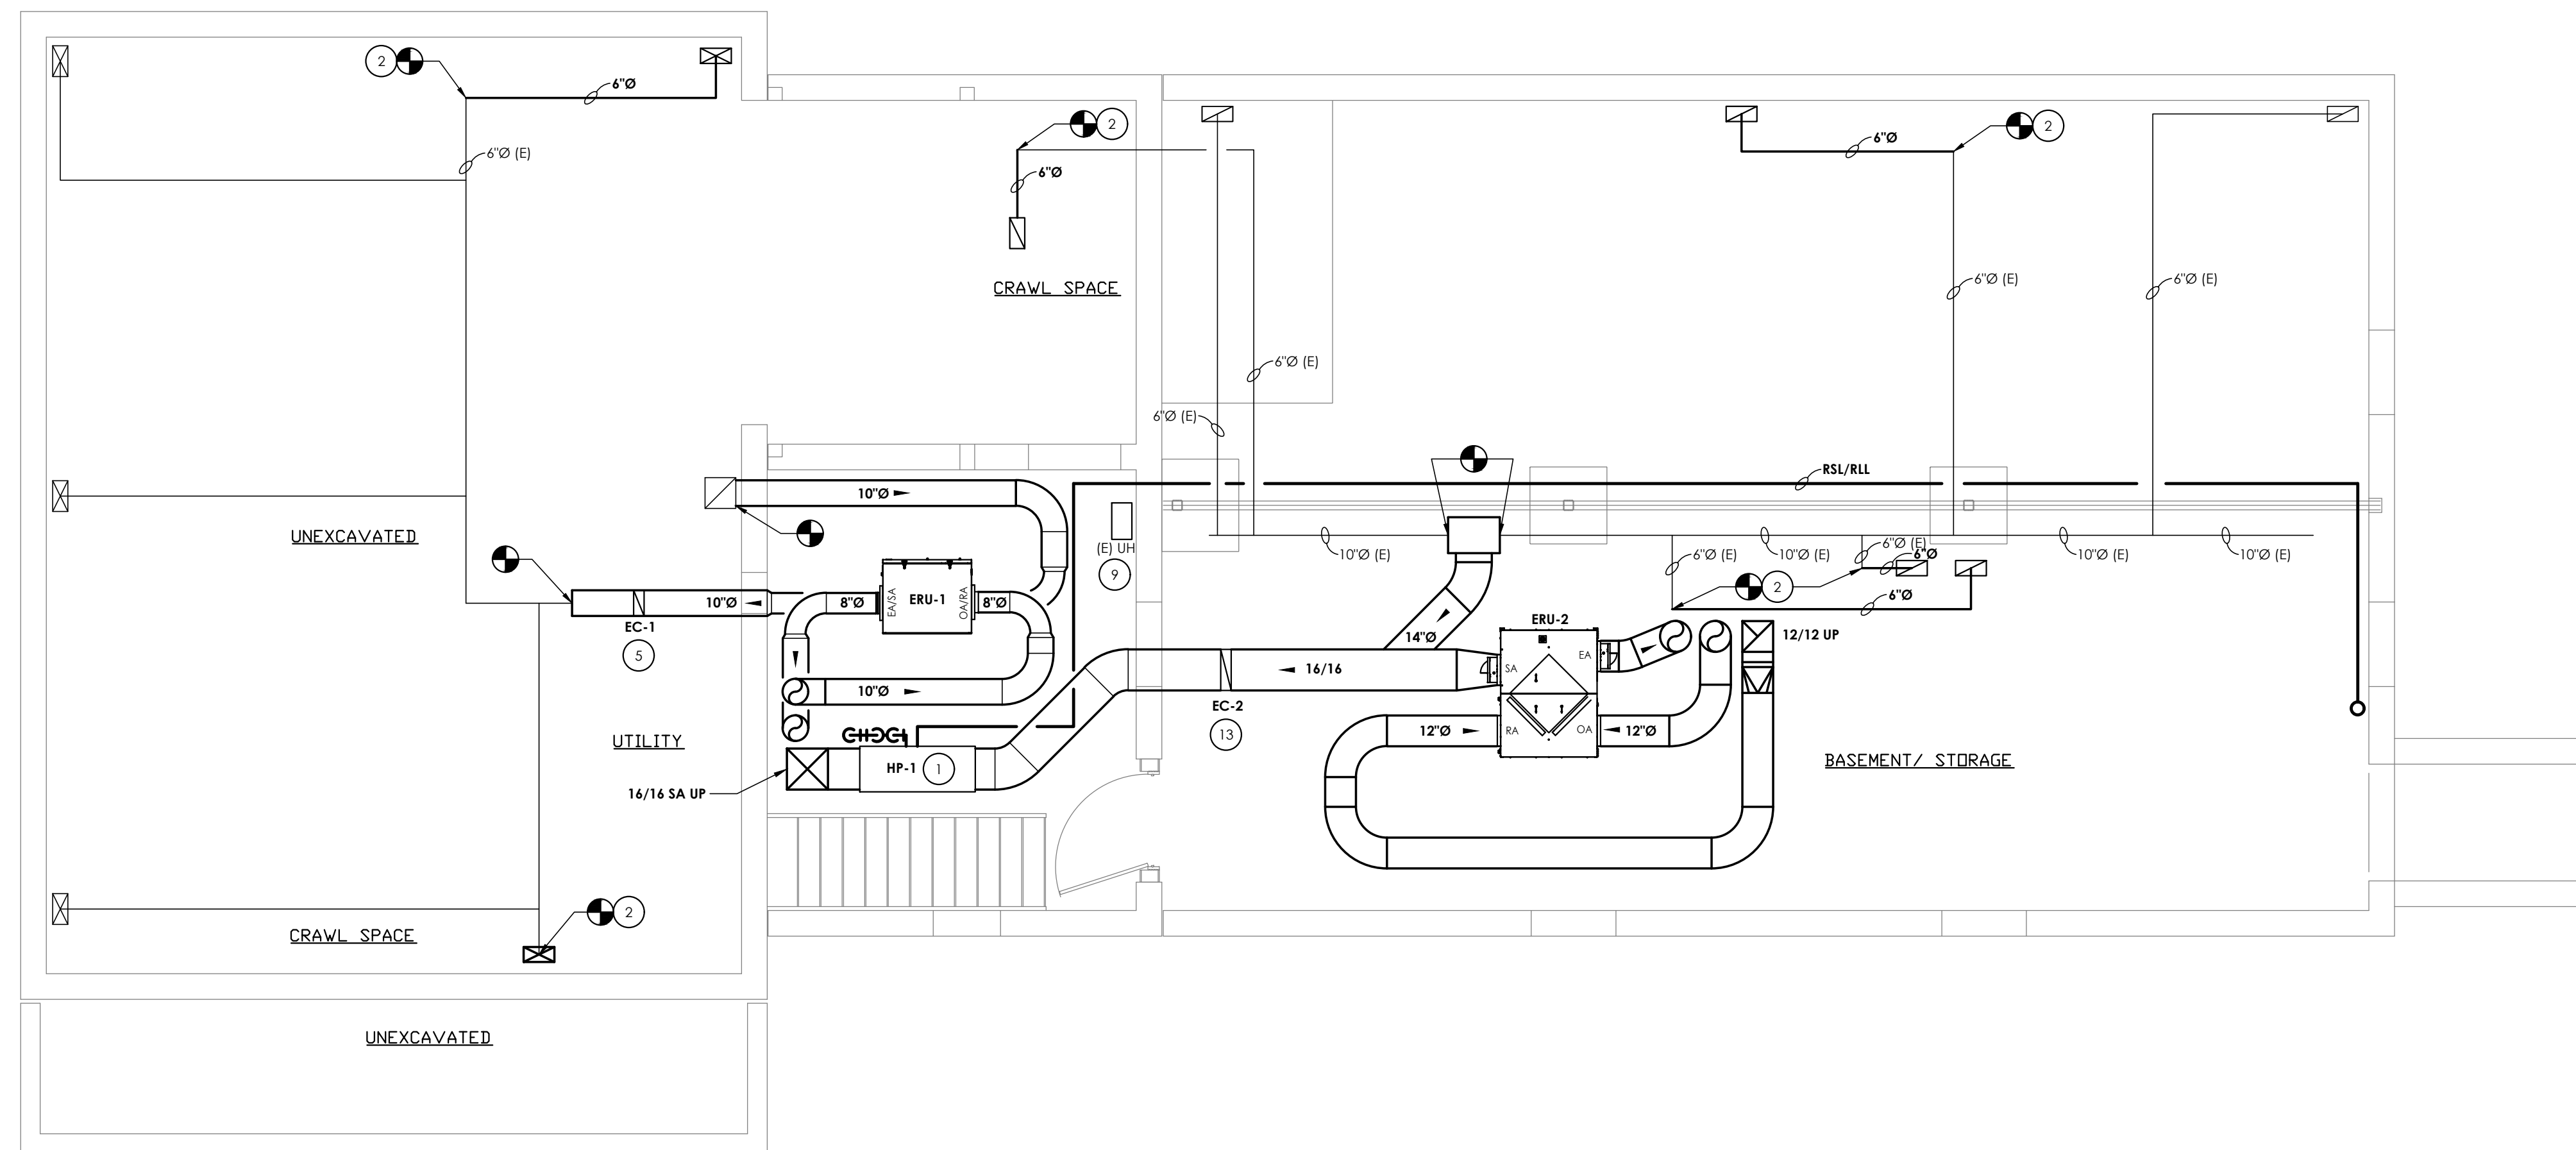 2
6"Ø
2
2
6"Ø
6"Ø (E)
6"Ø
CRAWL SPACE
6"Ø (E)
6"Ø (E)
6"Ø (E)
6"Ø (E)
RSL/RLL
10"Ø
UNEXCAVATED
(E) UH
9
10"Ø (E)
6"Ø (E)
10"Ø (E)
6"Ø (E)
6"Ø
10"Ø (E)
10"Ø (E)
2
6"Ø
10"Ø
8"Ø
EA/SA
ERU-1
OA/RA
8"Ø
EC-1
5
14"Ø
ERU-2
SA
EA
12/12 UP
16/16
10"Ø
EC-2
13
12"Ø
RA
OA
12"Ø
UTILITY
HP-1
1
16/16 SA UP
BASEMENT/ STORAGE
2
CRAWL SPACE
UNEXCAVATED